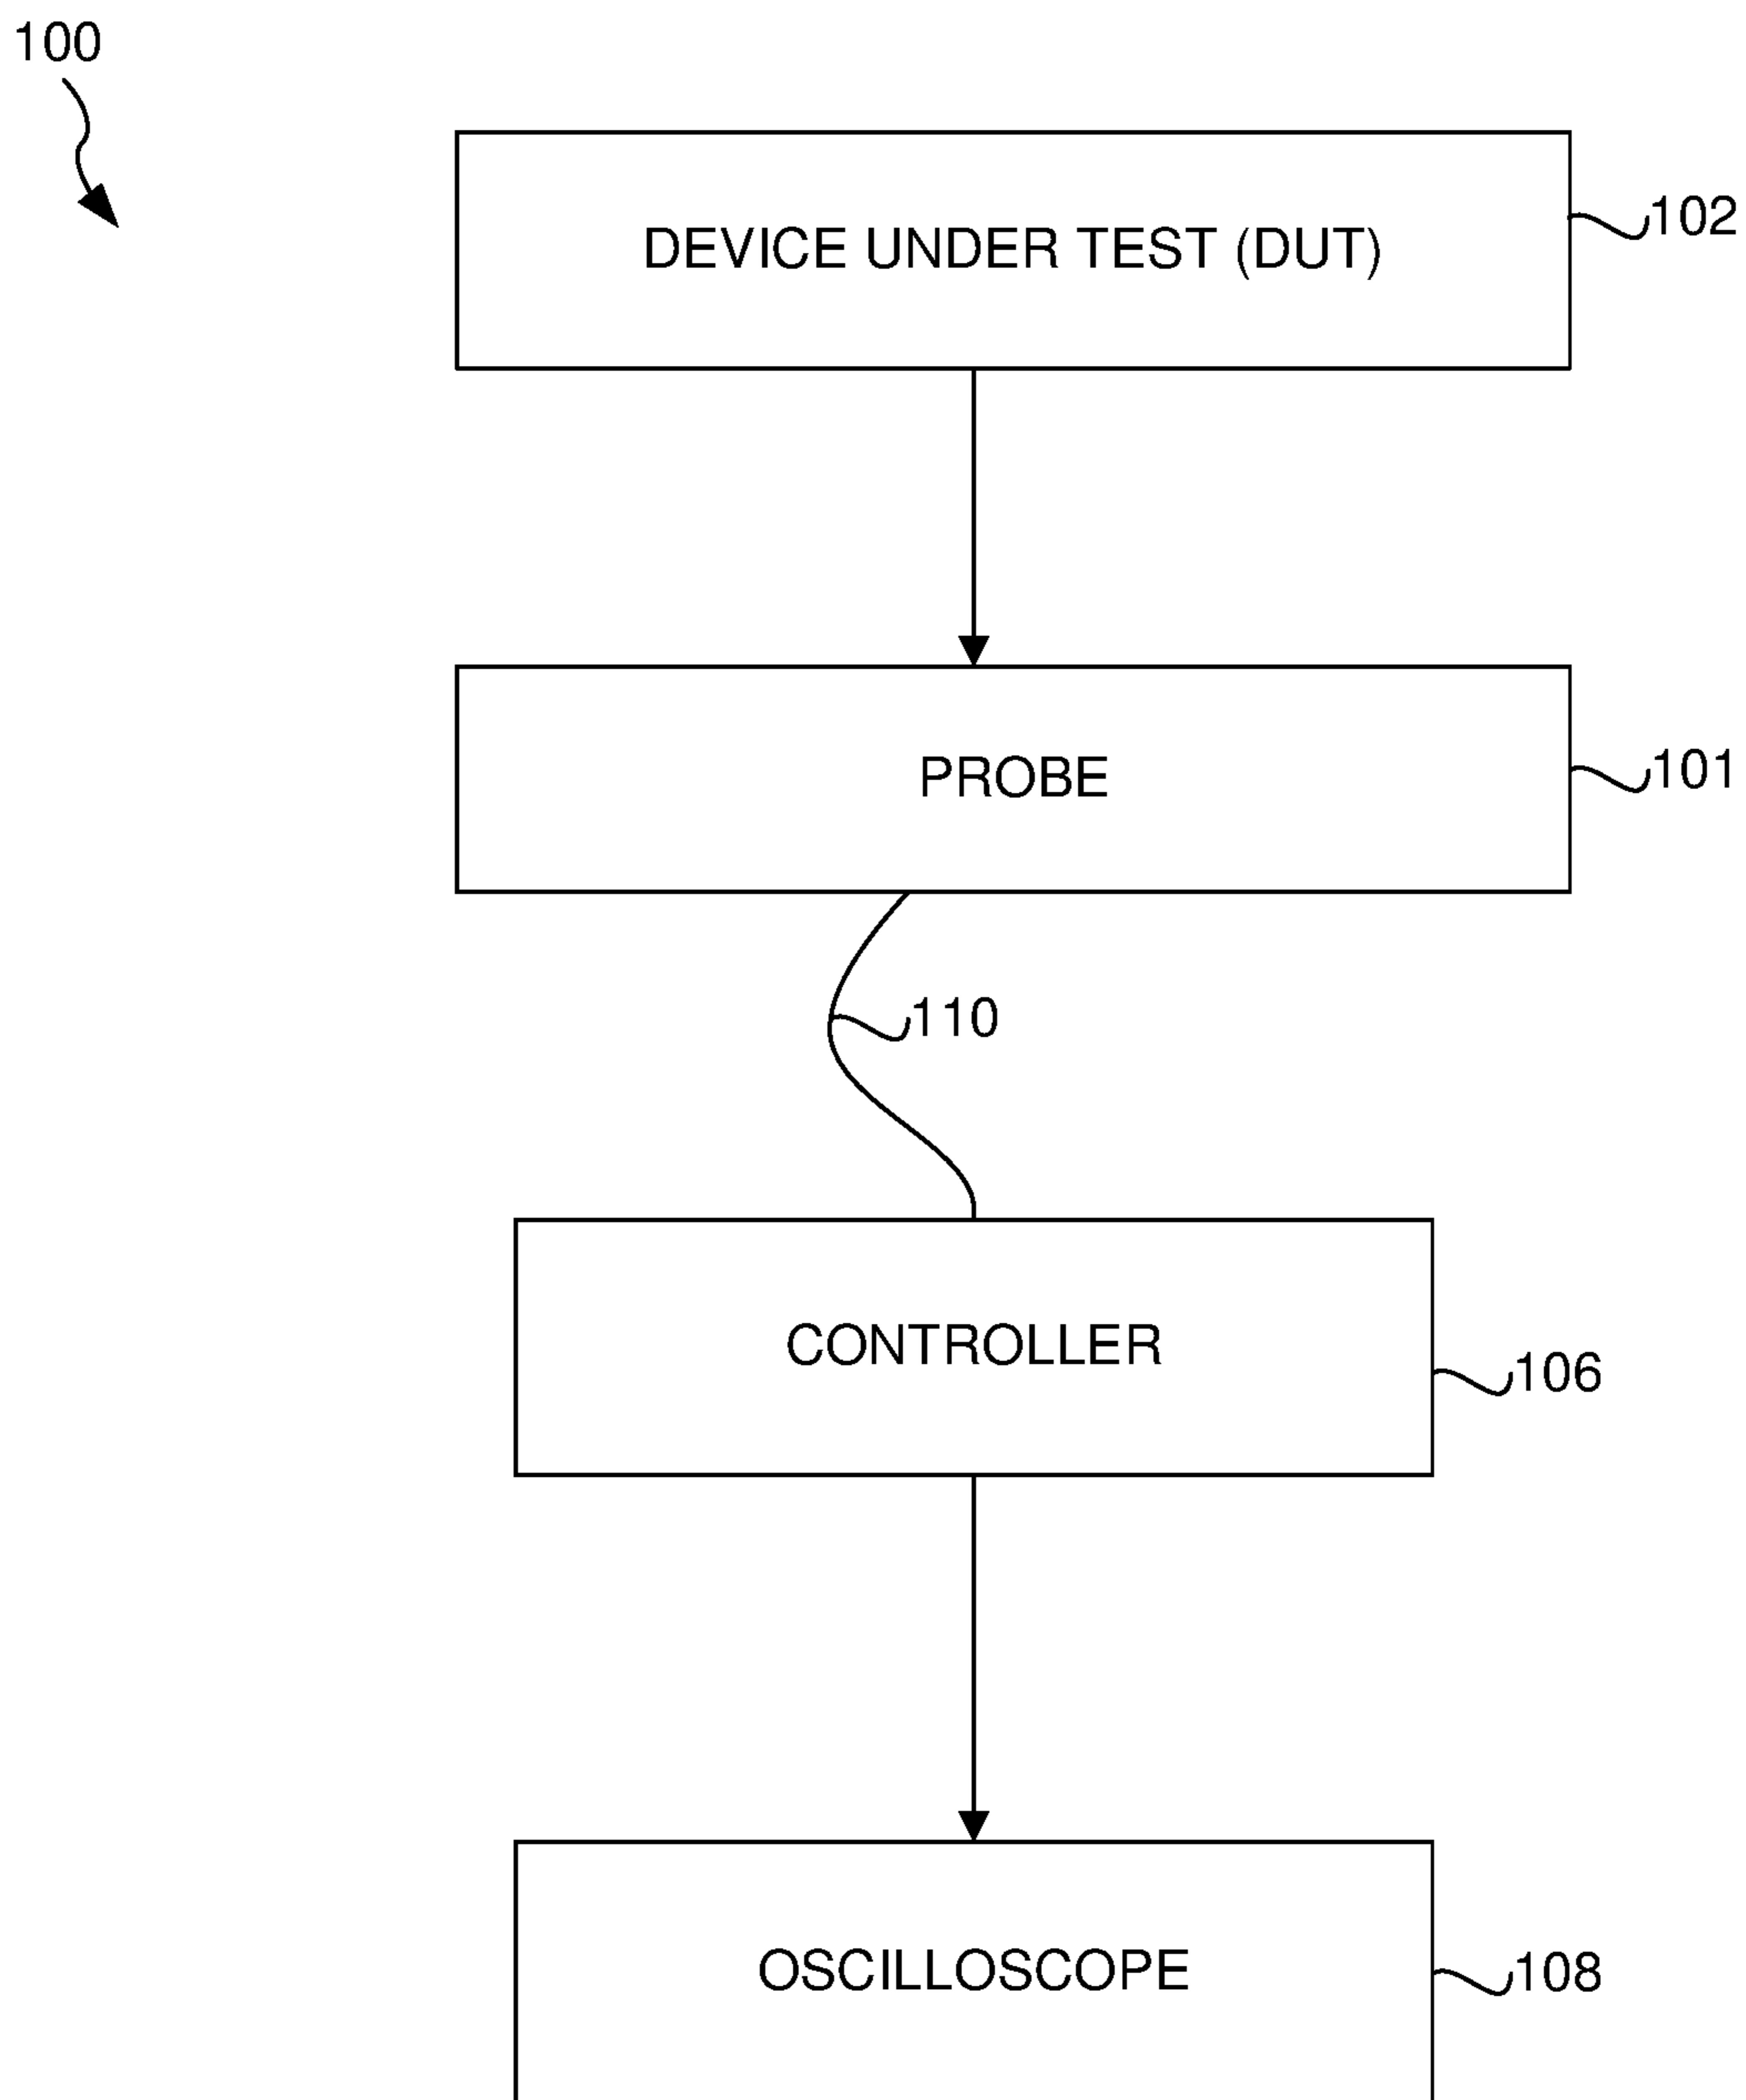 100
DEVICE UNDER TEST (DUT)
102
PROBE
101
110
CONTROLLER
106
OSCILLOSCOPE
108